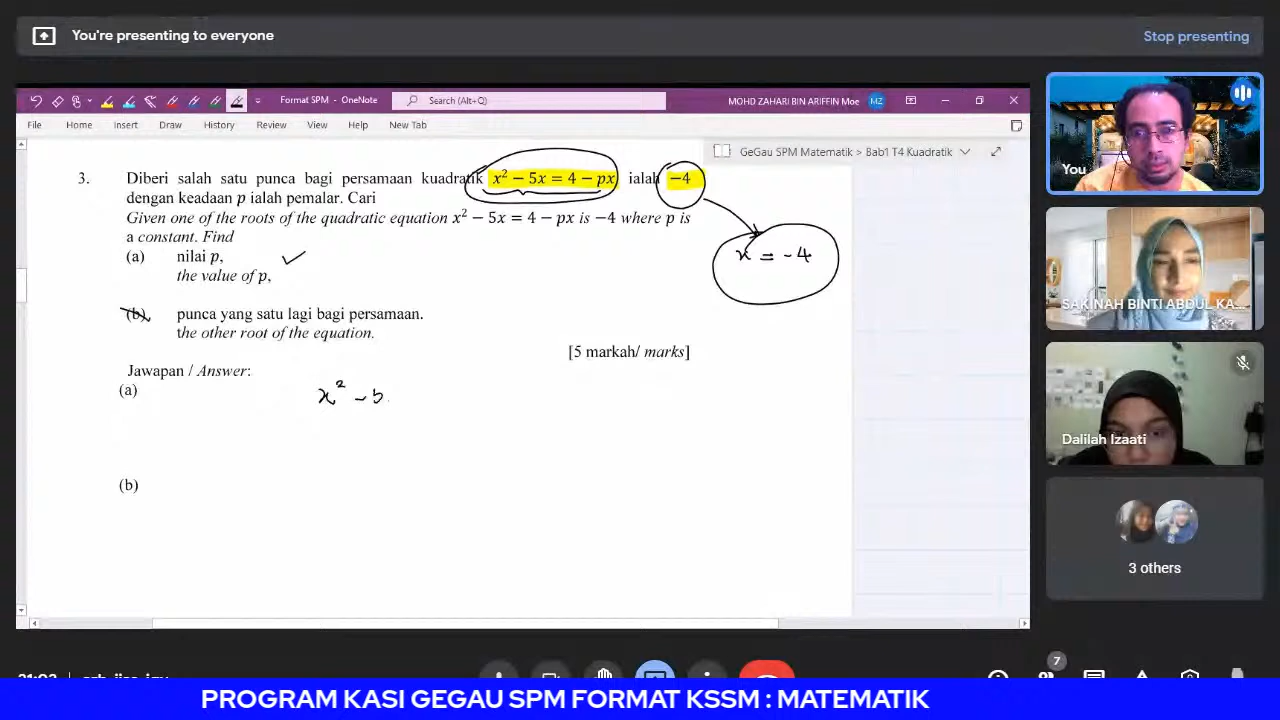 You're presenting to everyone
Stop presenting
Format SPM - OneNote
Search (Alt+Q)
MOHD ZAHARI BIN ARIFFIN Moe
MZ
File Home Insert Draw History Review View Help New Tab
GeGau SPM Matematik > Bab1 T4 Kuadratik
3. Diberi salah satu punca bagi persamaan kuadratik x² − 5x = 4 − px ialah −4
dengan keadaan p ialah pemalar. Cari
Given one of the roots of the quadratic equation x² − 5x = 4 − px is −4 where p is
a constant. Find
(a) nilai p,
the value of p,
x = -4
(b) punca yang satu lagi bagi persamaan.
the other root of the equation.
[5 markah/ marks]
Jawapan / Answer:
(a)
x² - 5
(b)
You
SAKINAH BINTI ABDUL KA...
Dalilah Izaati
3 others
7
PROGRAM KASI GEGAU SPM FORMAT KSSM : MATEMATIK